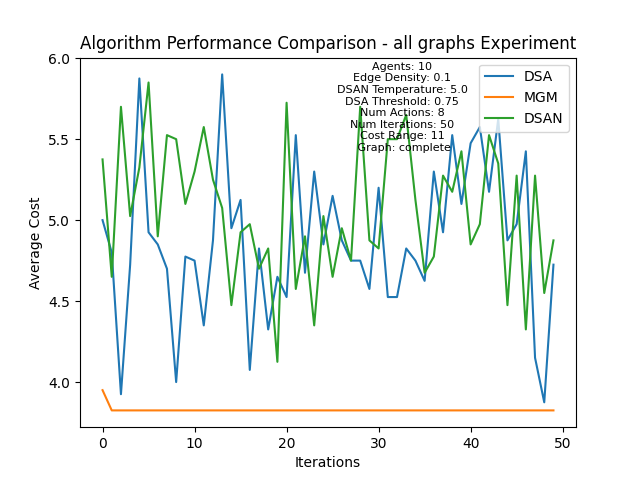 Algorithm Performance Comparison - all graphs Experiment
Agents: 10
Edge Density: 0.1
DSAN Temperature: 5.0
DSA Threshold: 0.75
Num Actions: 8
Num Iterations: 50
Cost Range: 11
Graph: complete
DSA
MGM
DSAN
Average Cost
6.0
5.5
5.0
4.5
4.0
0
10
20
30
40
50
Iterations